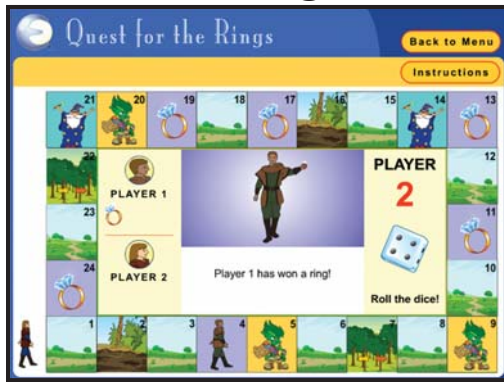 Quest for the Rings
Back to Menu
Instructions
21 20 19 18 17 16 15 14 13
22
PLAYER 1
PLAYER
2
12
23
11
PLAYER 2
Player 1 has won a ring!
24
10
Roll the dice!
1 2 3 4 5 6 7 8 9